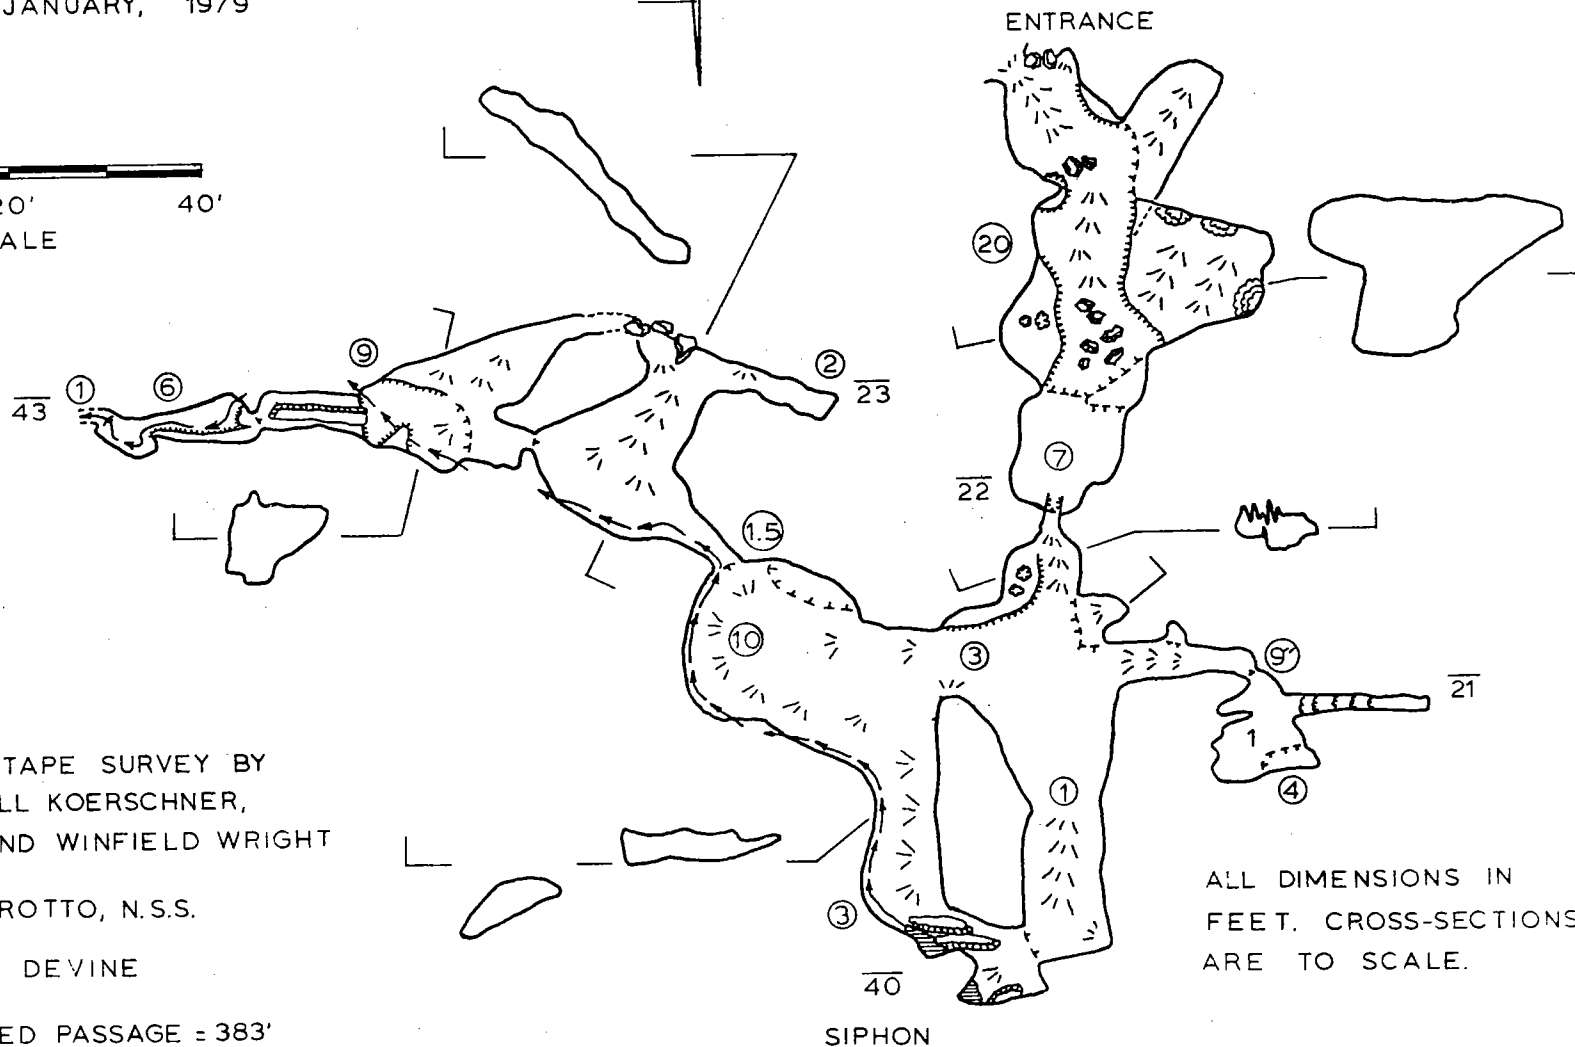 JANUARY, 1979
ENTRANCE
20'
40'
ALE
20
9
2
1
6
43
23
7
22
1.5
10
3
9'
21
1
1
4
TAPE SURVEY BY
LL KOERSCHNER,
ND WINFIELD WRIGHT
ROTTO, N.S.S.
DEVINE
ED PASSAGE = 383'
3
40
SIPHON
ALL DIMENSIONS IN
FEET. CROSS-SECTIONS
ARE TO SCALE.